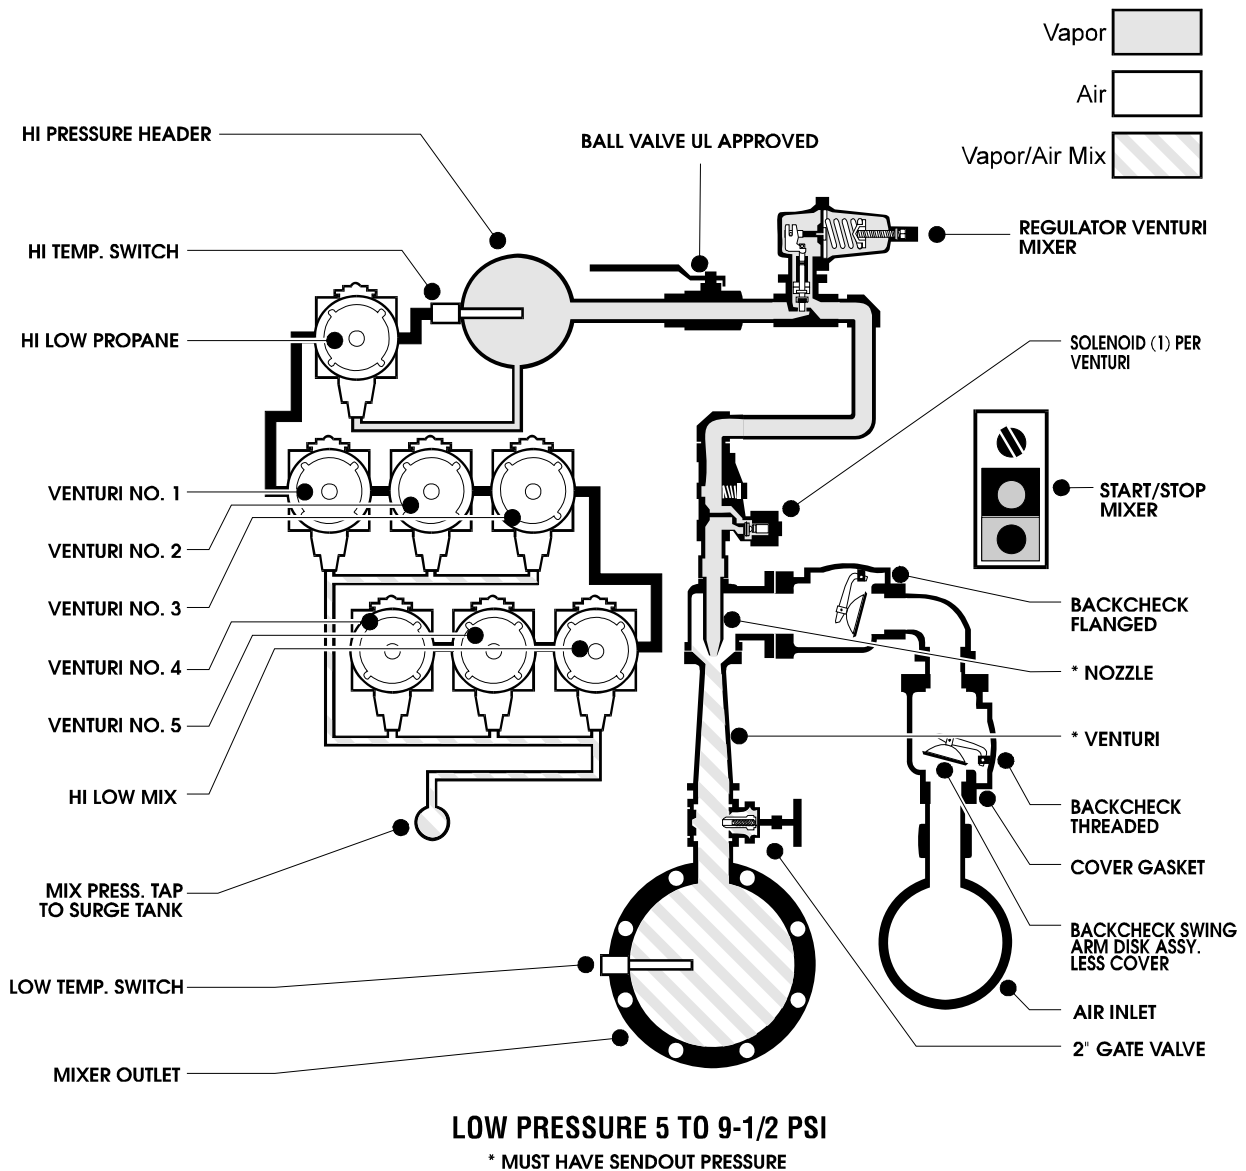 Vapor
Air
Vapor/Air Mix
HI PRESSURE HEADER
BALL VALVE UL APPROVED
REGULATOR VENTURI
MIXER
HI TEMP. SWITCH
HI LOW PROPANE
SOLENOID (1) PER
VENTURI
VENTURI NO. 1
START/STOP
MIXER
VENTURI NO. 2
VENTURI NO. 3
BACKCHECK
FLANGED
VENTURI NO. 4
* NOZZLE
VENTURI NO. 5
* VENTURI
HI LOW MIX
BACKCHECK
THREADED
COVER GASKET
MIX PRESS. TAP
TO SURGE TANK
BACKCHECK SWING
ARM DISK ASSY.
LESS COVER
LOW TEMP. SWITCH
AIR INLET
2" GATE VALVE
MIXER OUTLET
LOW PRESSURE 5 TO 9-1/2 PSI
* MUST HAVE SENDOUT PRESSURE